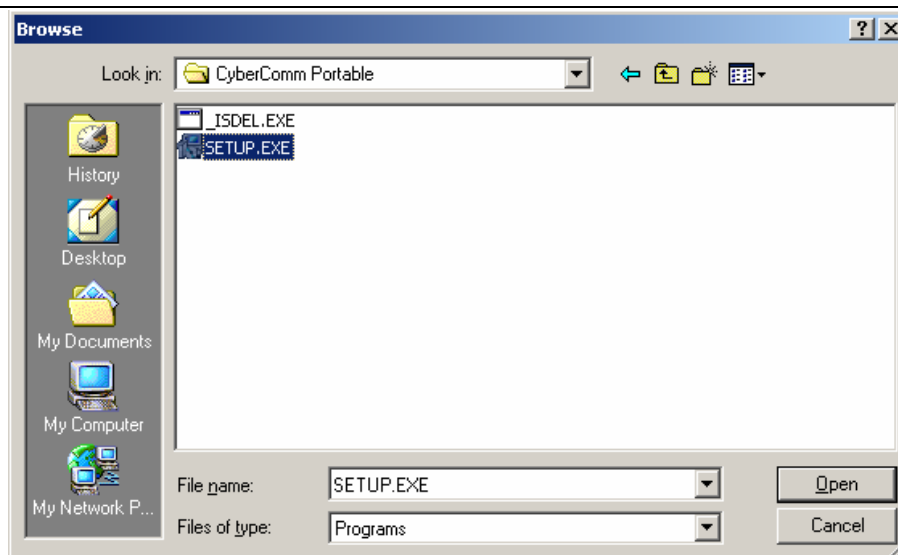 Browse
Look in: CyberComm Portable
_ISDEL.EXE
SETUP.EXE
History
Desktop
My Documents
My Computer
My Network P...
File name: SETUP.EXE Open
Files of type: Programs Cancel